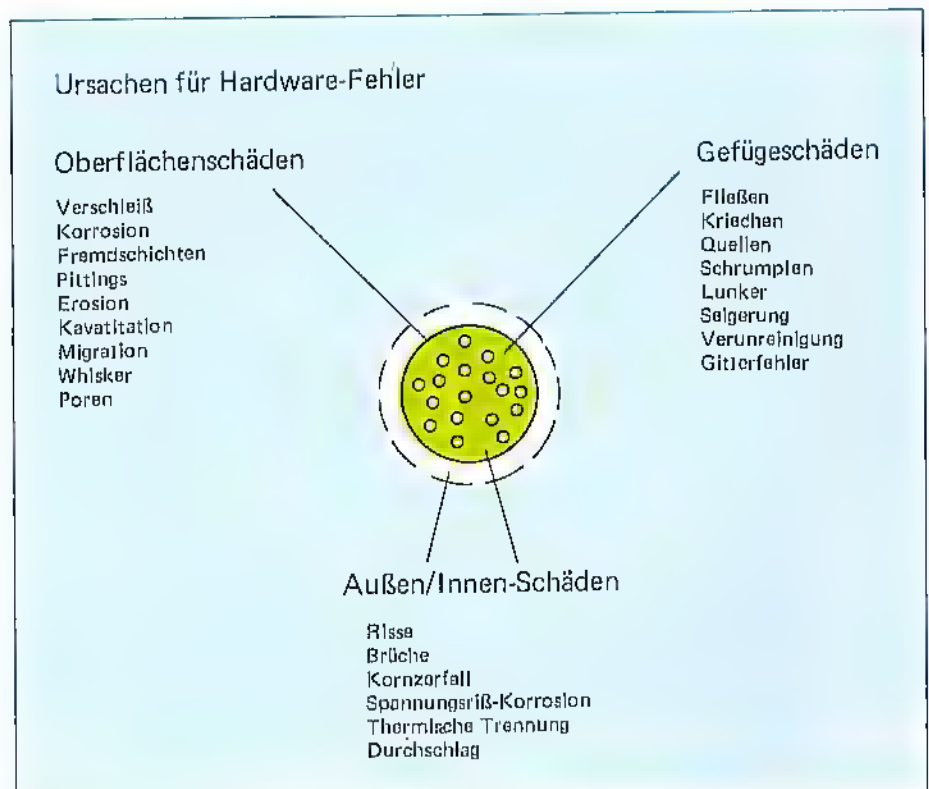 Ursachen für Hardware-Fehler
Oberflächenschäden
Verschleiß
Korrosion
Fremdschichten
Pittings
Erosion
Kavatitation
Migration
Whisker
Poren
Gefügeschäden
Fließen
Kriechen
Quellen
Schrumpfen
Lunker
Seigerung
Verunreinigung
Gitterfehler
Außen/Innen-Schäden
Risse
Brüche
Kornzerfall
Spannungsriß-Korrosion
Thermische Trennung
Durchschlag